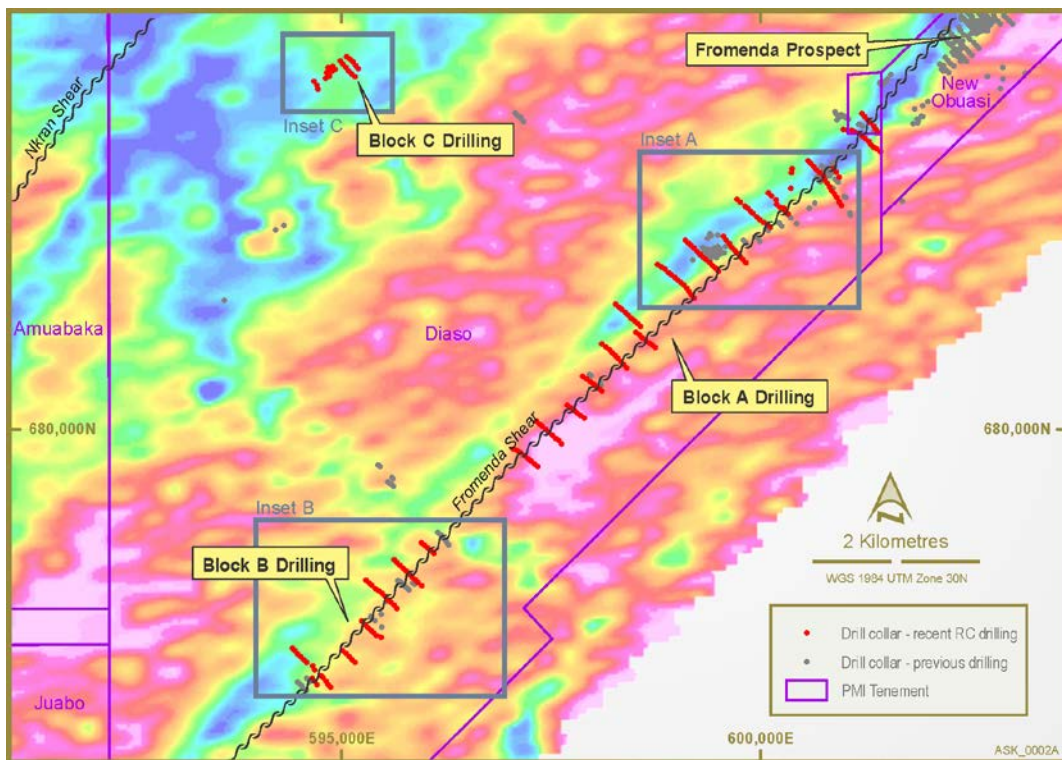 Fromenda Prospect
Nkran Shear
New
Obuasi
Inset C
Block C Drilling
Inset A
Amuabaka
Diaso
Block A Drilling
680,000N
680,000N
Fromenda Shear
Inset B
Block B Drilling
N
2 Kilometres
WGS 1984 UTM Zone 30N
Drill collar - recent RC drilling
Drill collar - previous drilling
PMI Tenement
Juabo
595,000E
600,000E
ASK_0002A